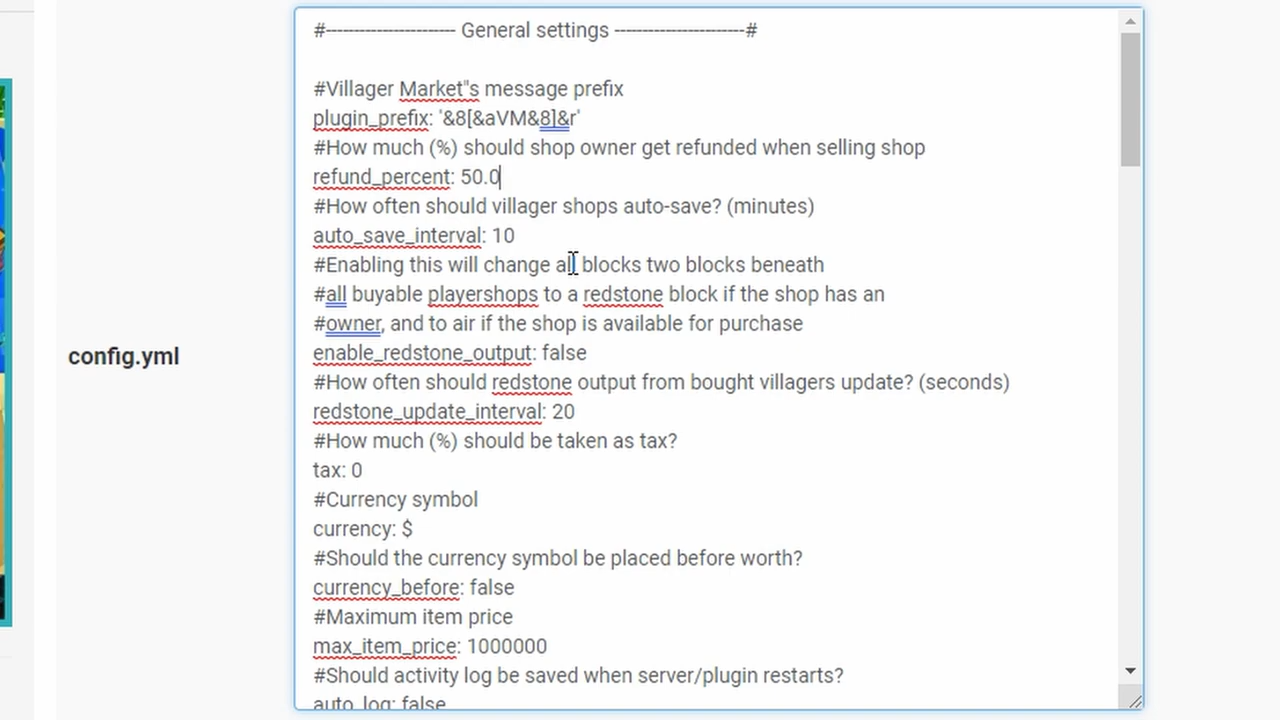 #----------------------- General settings -----------------------#
#Villager Market"s message prefix
plugin_prefix: '&8[&aVM&8]&r'
#How much (%) should shop owner get refunded when selling shop
refund_percent: 50.0
#How often should villager shops auto-save? (minutes)
auto_save_interval: 10
#Enabling this will change all blocks two blocks beneath
#all buyable playershops to a redstone block if the shop has an
#owner, and to air if the shop is available for purchase
config.yml
enable_redstone_output: false
#How often should redstone output from bought villagers update? (seconds)
redstone_update_interval: 20
#How much (%) should be taken as tax?
tax: 0
#Currency symbol
currency: $
#Should the currency symbol be placed before worth?
currency_before: false
#Maximum item price
max_item_price: 1000000
#Should activity log be saved when server/plugin restarts?
auto_log: false